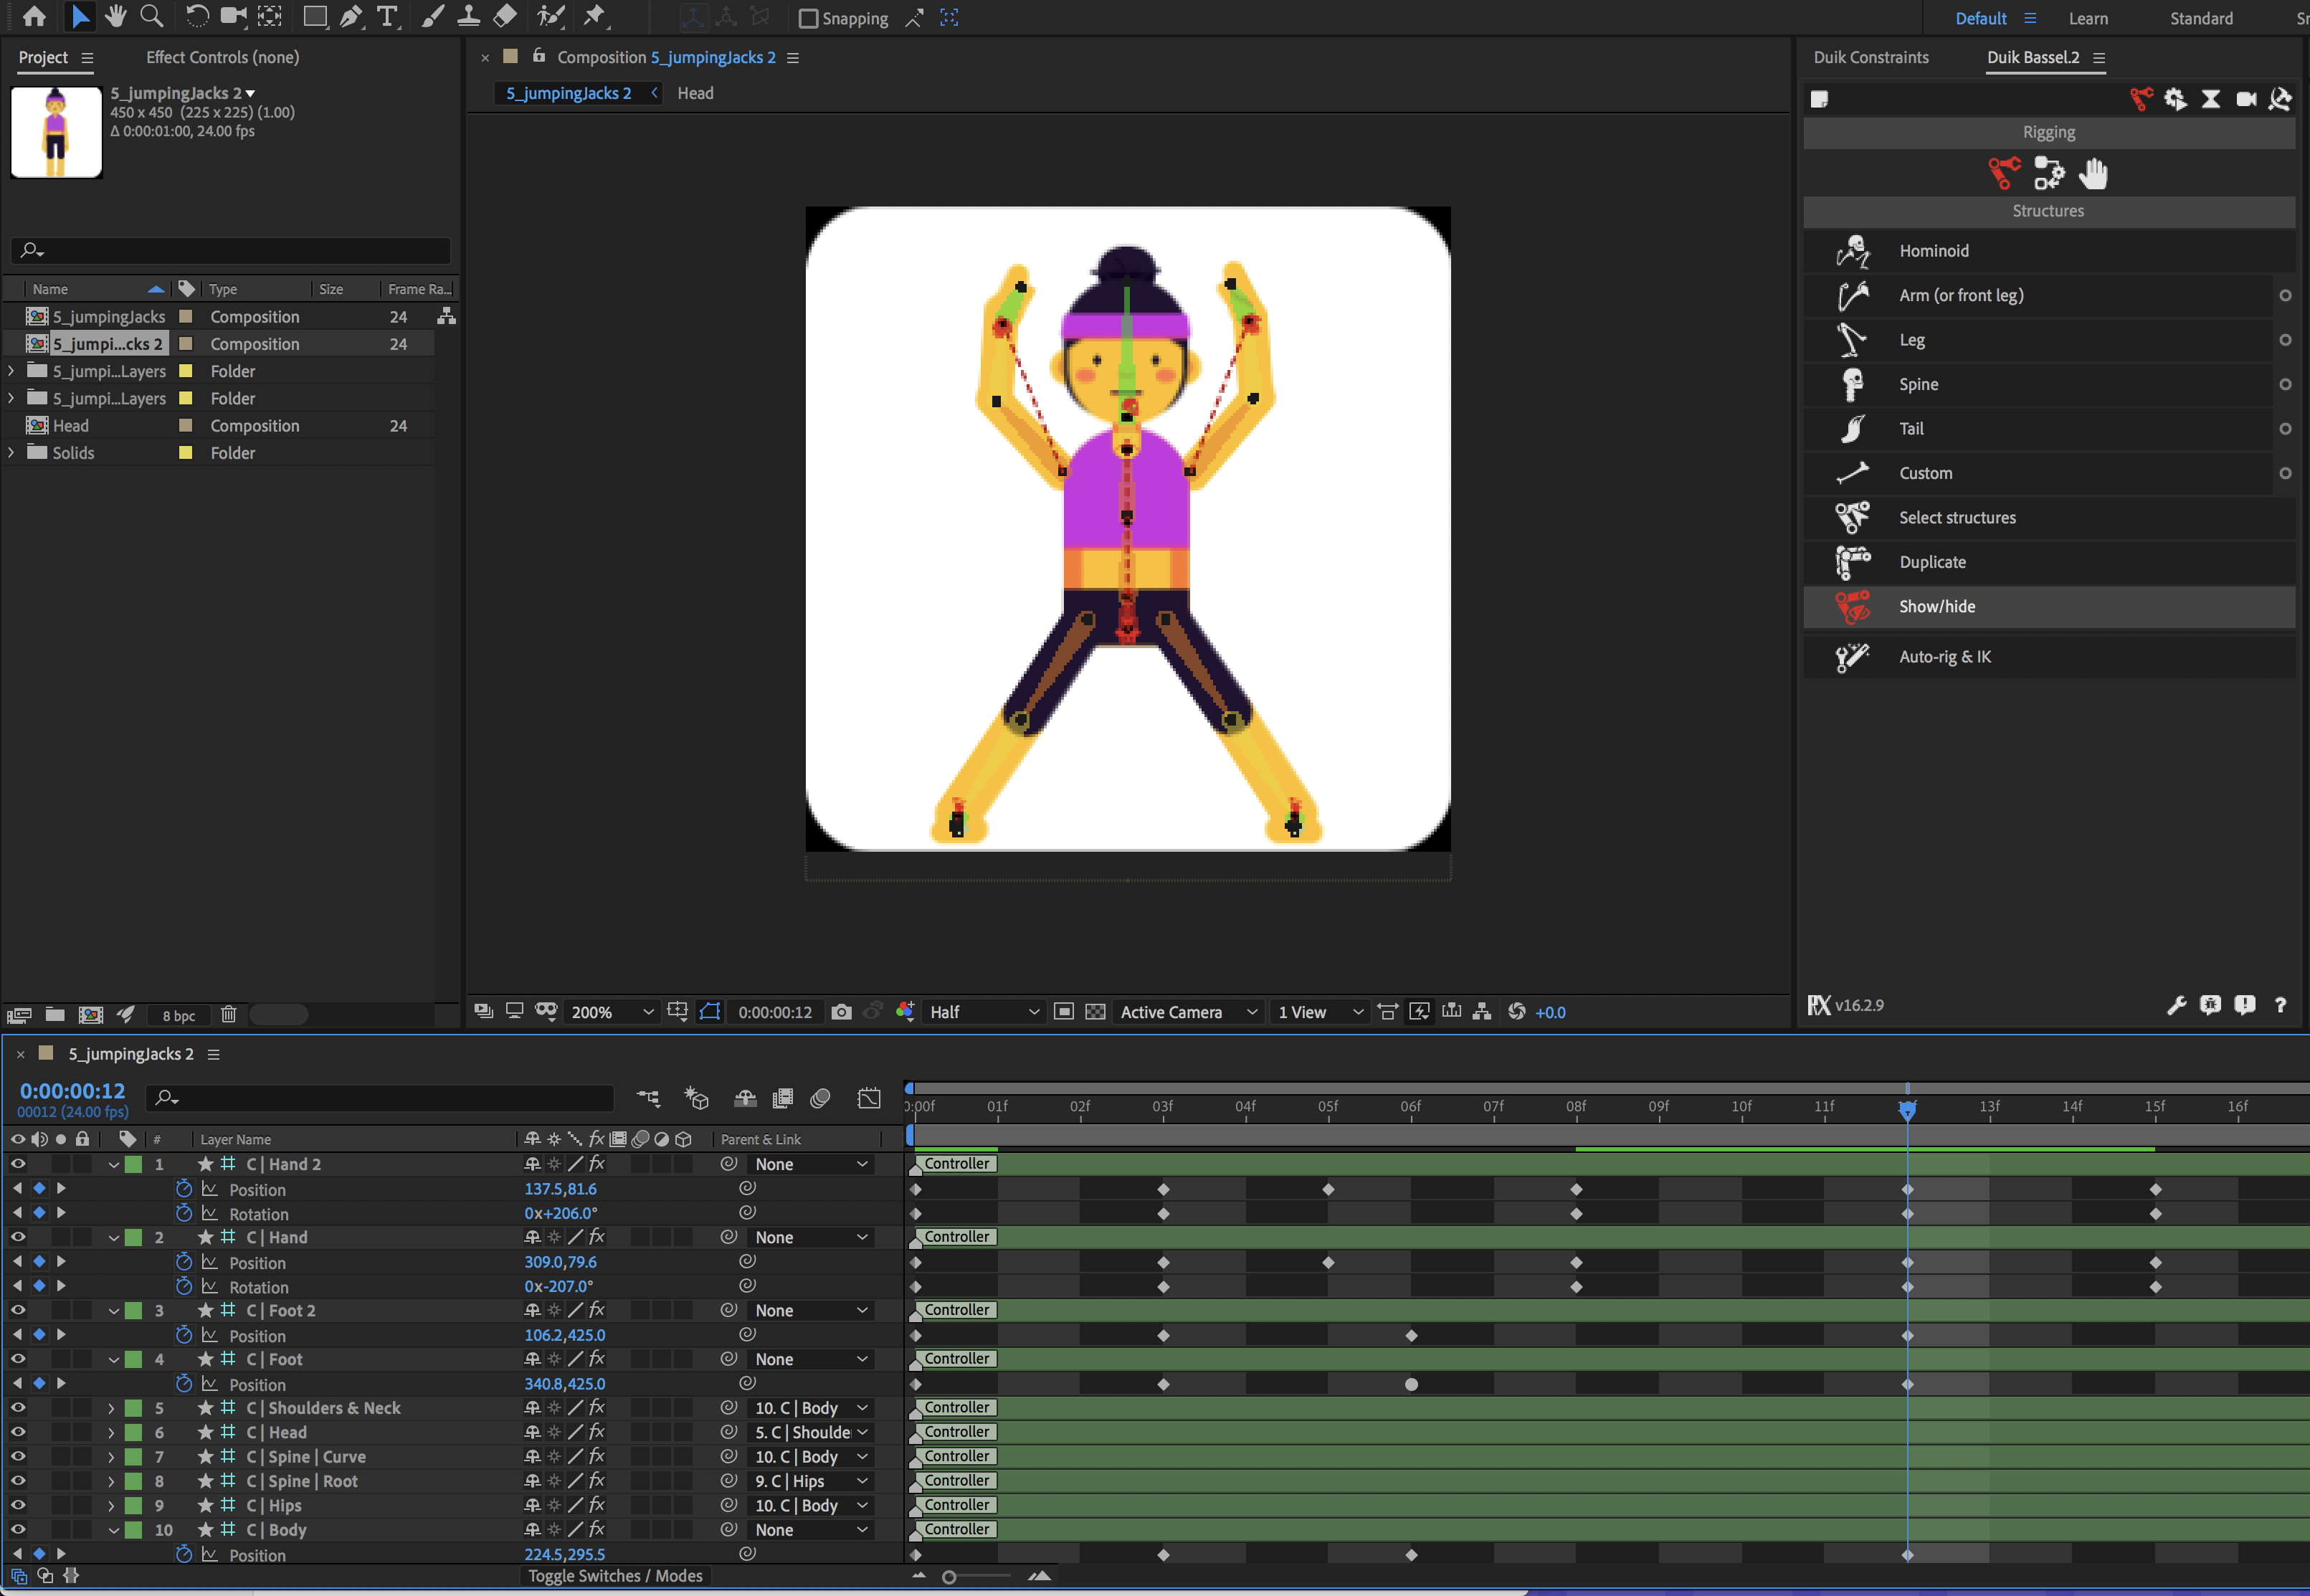 Snapping
Default
Learn
Standard
Project
Effect Controls (none)
Composition 5_jumpingJacks 2
Duik Constraints
Duik Bassel.2
5_jumpingJacks 2
450 x 450 (225 x 225) (1.00)
Δ 0:00:01:00, 24.00 fps
5_jumpingJacks 2
Head
Rigging
Structures
Hominoid
Arm (or front leg)
Leg
Spine
Tail
Custom
Select structures
Duplicate
Show/hide
Auto-rig & IK
v16.2.9
Name Type Size Frame Ra...
5_jumpingJacks Composition 24
5_jumpi...cks 2 Composition 24
5_jumpi...Layers Folder
5_jumpi...Layers Folder
Head Composition 24
Solids Folder
8 bpc
200% 0:00:00:12 Half Active Camera 1 View +0.0
5_jumpingJacks 2
0:00:00:12
00012 (24.00 fps)
0:00f 01f 02f 03f 04f 05f 06f 07f 08f 09f 10f 11f 13f 14f 15f 16f
# Layer Name Parent & Link
1 C | Hand 2 None Controller
Position 137.5,81.6
Rotation 0x+206.0°
2 C | Hand None Controller
Position 309.0,79.6
Rotation 0x-207.0°
3 C | Foot 2 None Controller
Position 106.2,425.0
4 C | Foot None Controller
Position 340.8,425.0
5 C | Shoulders & Neck 10. C | Body Controller
6 C | Head 5. C | Shoulde Controller
7 C | Spine | Curve 10. C | Body Controller
8 C | Spine | Root 9. C | Hips Controller
9 C | Hips 10. C | Body Controller
10 C | Body None Controller
Position 224.5,295.5
Toggle Switches / Modes